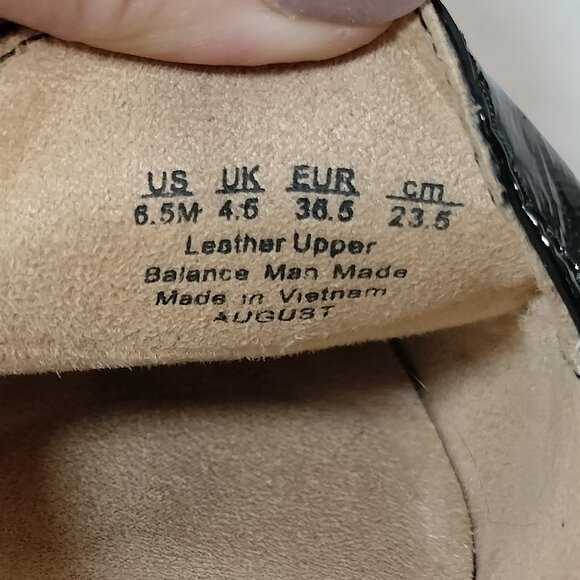 US UK EUR cm
6.5M 4.5 36.5 23.5
Leather Upper
Balance Man Made
Made in Vietnam
AUGUST